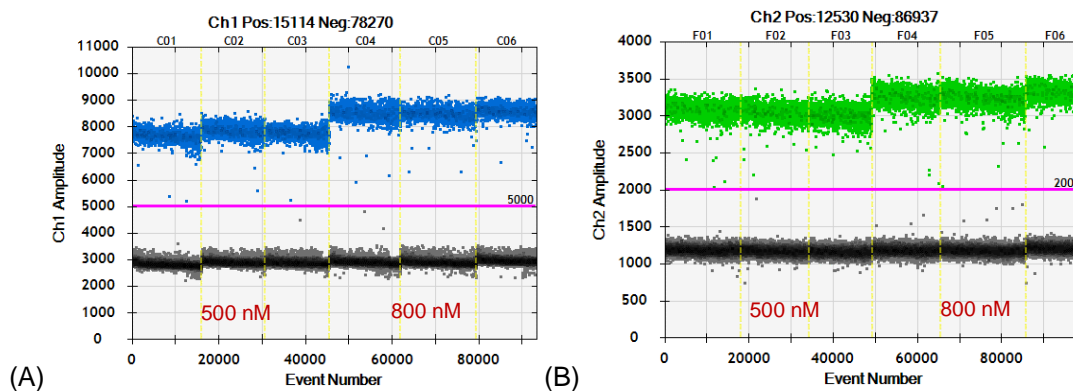 Ch1 Pos:15114 Neg:78270
C01 C02 C03 C04 C05 C06
11000
10000
9000
8000
7000
6000
5000
4000
3000
2000
1000
0
Ch1 Amplitude
5000
500 nM
800 nM
0 20000 40000 60000 80000
Event Number
(A)
Ch2 Pos:12530 Neg:86937
F01 F02 F03 F04 F05 F06
4000
3500
3000
2500
2000
1500
1000
500
0
Ch2 Amplitude
200
500 nM
800 nM
0 20000 40000 60000 80000
Event Number
(B)